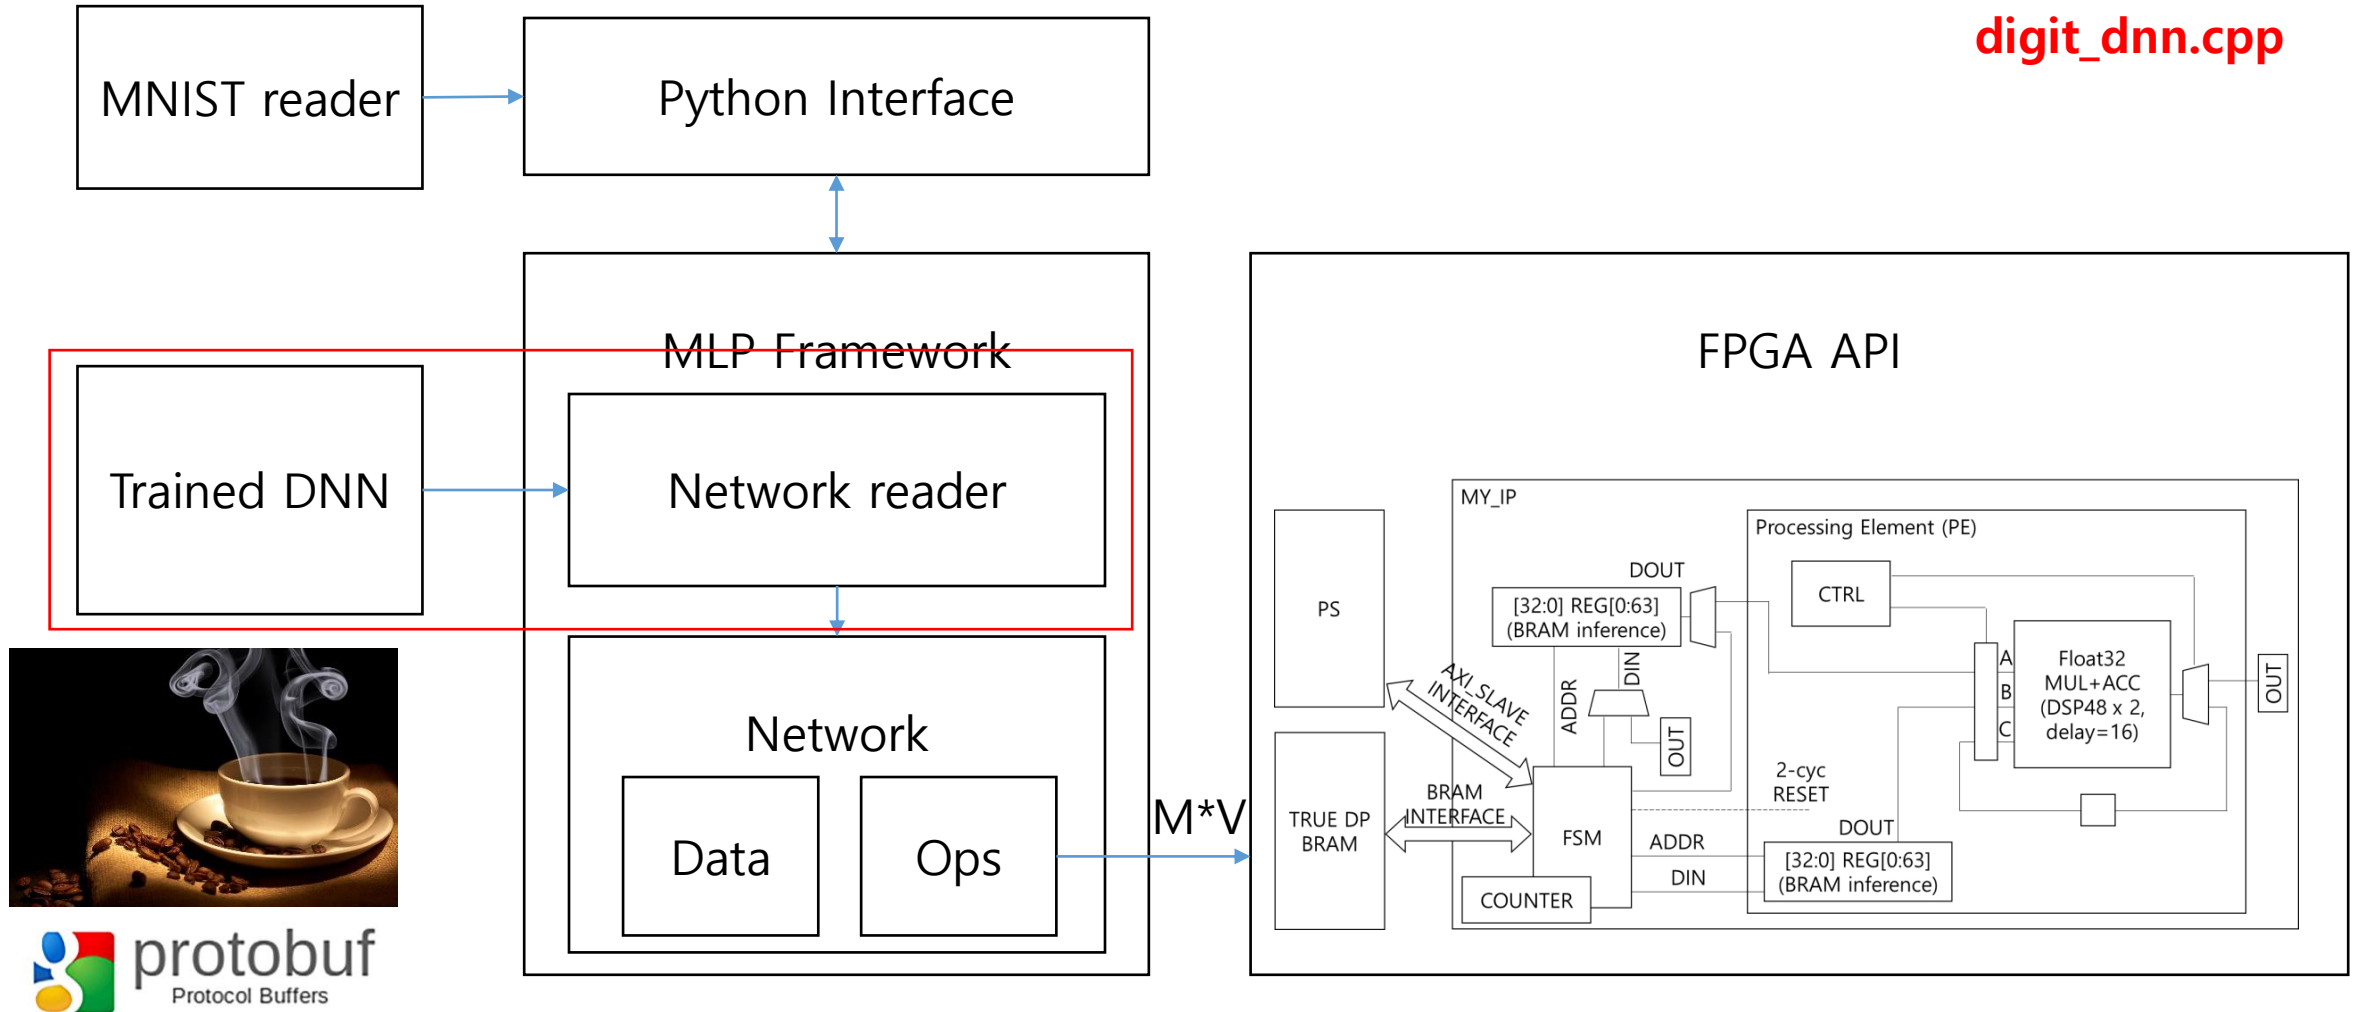 digit_dnn.cpp
MNIST reader
Python Interface
MLP Framework
FPGA API
Trained DNN
Network reader
Network
Data
Ops
M*V
MY_IP
Processing Element (PE)
PS
DOUT
[32:0] REG[0:63]
(BRAM inference)
CTRL
AXI_SLAVE
INTERFACE
ADDR
DIN
OUT
A
B
C
Float32
MUL+ACC
(DSP48 x 2,
delay=16)
OUT
2-cyc
RESET
TRUE DP
BRAM
BRAM
INTERFACE
FSM
COUNTER
ADDR
DIN
DOUT
[32:0] REG[0:63]
(BRAM inference)
protobuf
Protocol Buffers